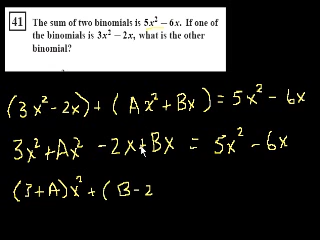 41 The sum of two binomials is 5x² − 6x. If one of
the binomials is 3x² − 2x, what is the other
binomial?
(3x² − 2x) + (Ax² + Bx) = 5x² − 6x
3x² + Ax² − 2x + Bx = 5x² − 6x
(3+A)x² + (B − 2